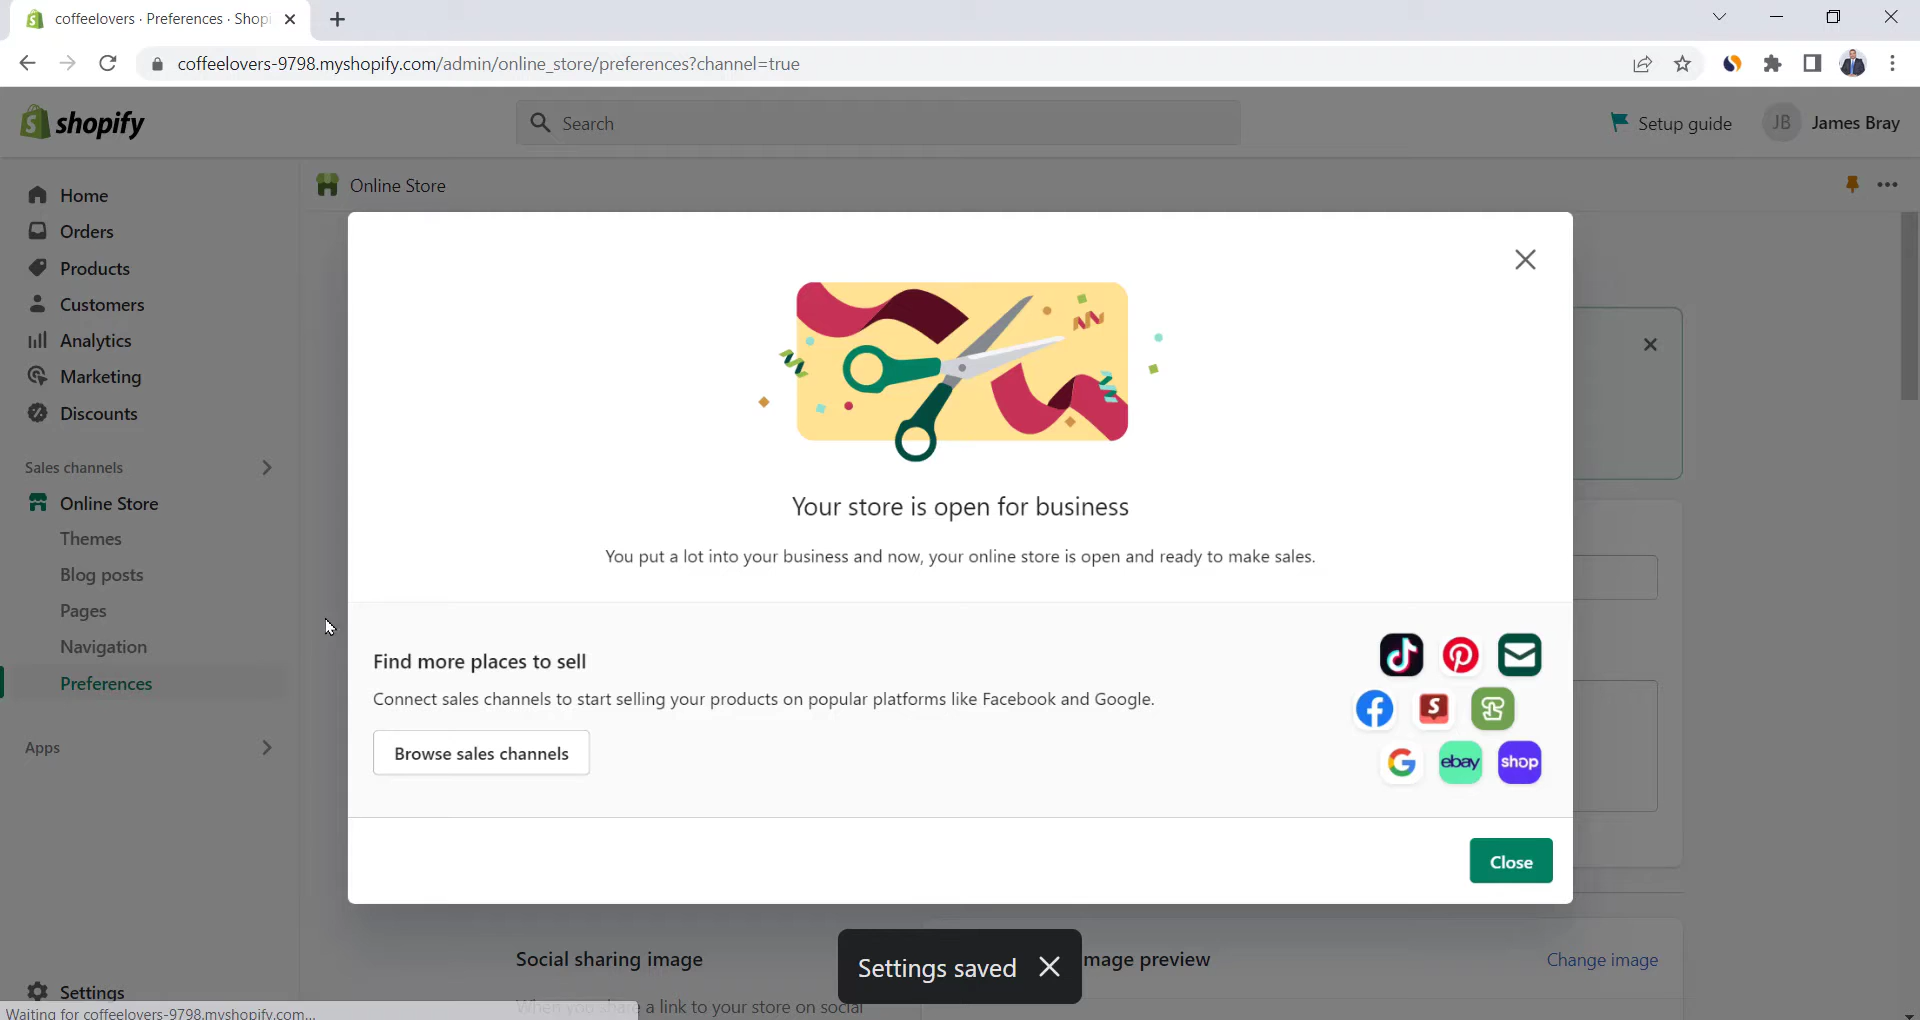 coffeelovers · Preferences · Shopi
coffeelovers-9798.myshopify.com/admin/online_store/preferences?channel=true
shopify
Search
Setup guide
JB
James Bray
Home
Orders
Products
Customers
Analytics
Marketing
Discounts
Sales channels
Online Store
Themes
Blog posts
Pages
Navigation
Preferences
Apps
Settings
Waiting for coffeelovers-9798.myshopify.com...
Online Store
Your store is open for business
You put a lot into your business and now, your online store is open and ready to make sales.
Find more places to sell
Connect sales channels to start selling your products on popular platforms like Facebook and Google.
Browse sales channels
ebay
shop
Close
Social sharing image
mage preview
Change image
When you share a link to your store on social
Settings saved